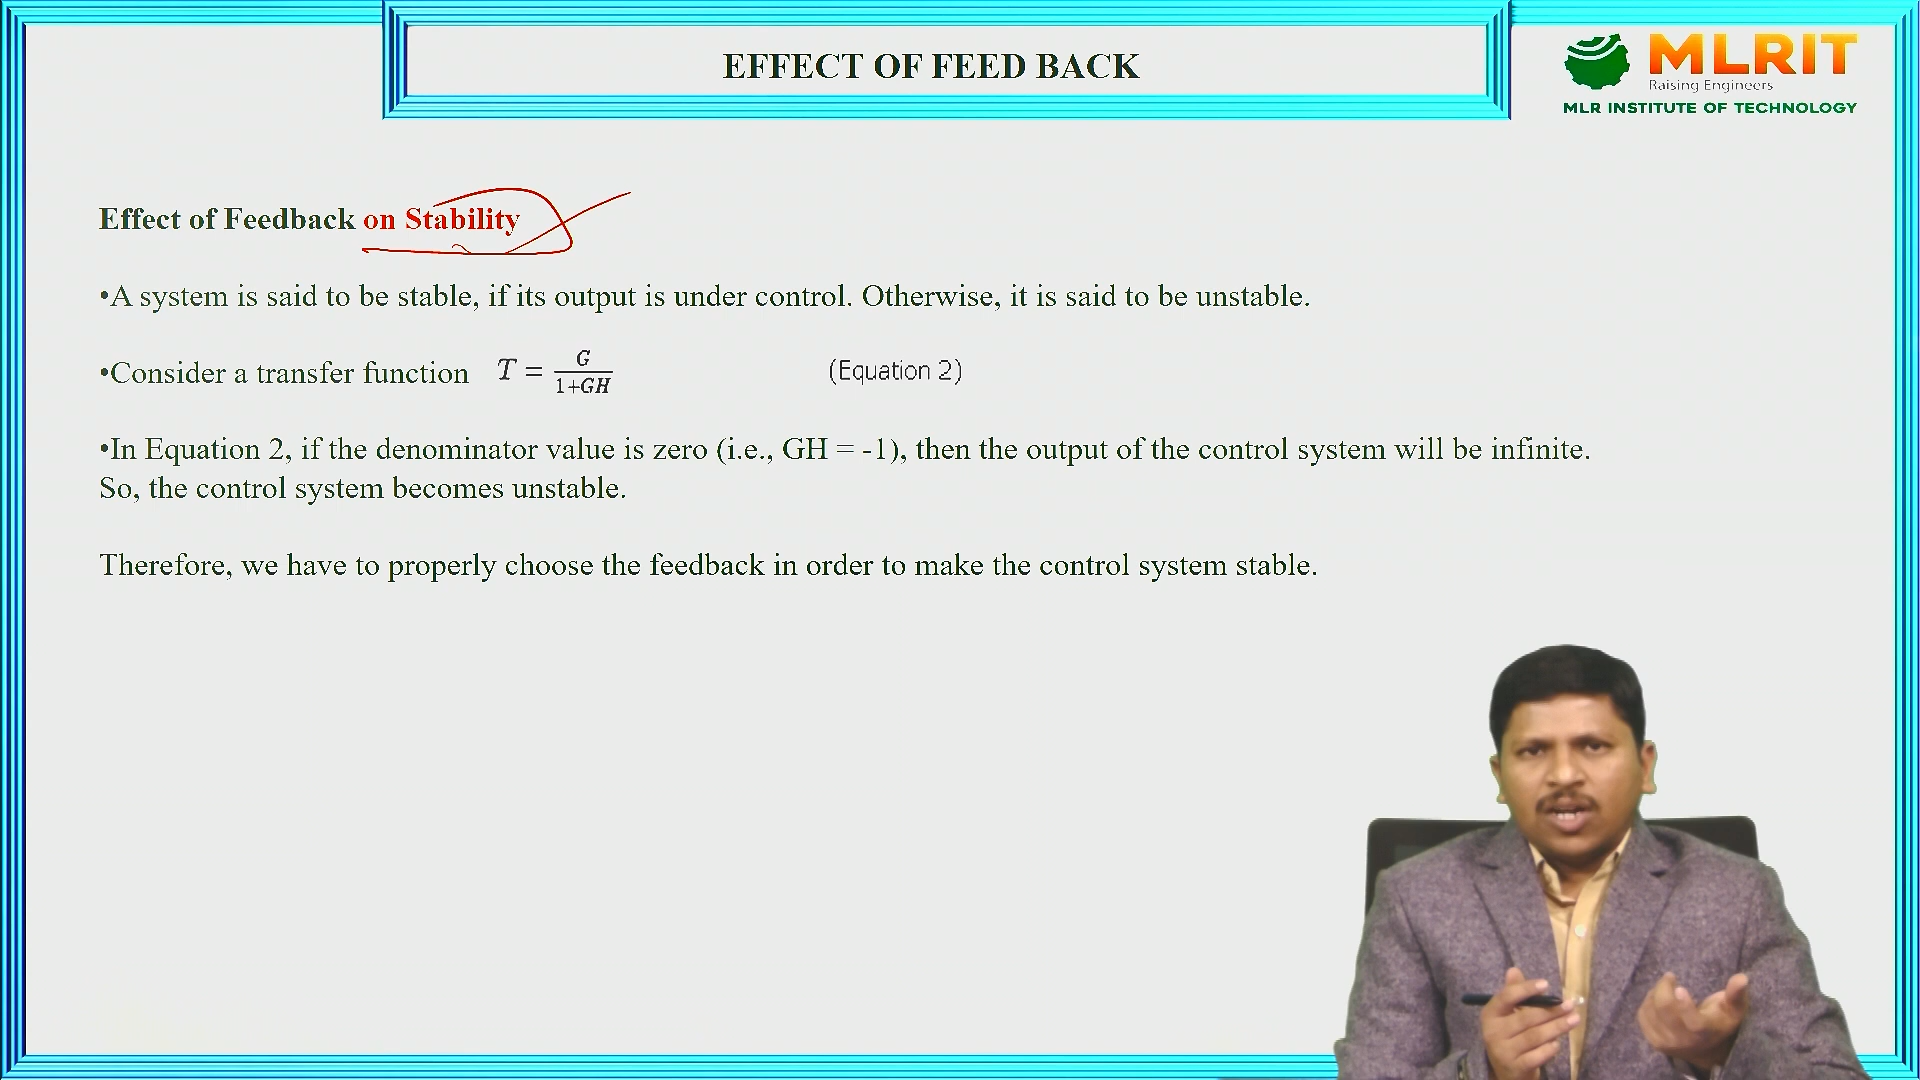 EFFECT OF FEED BACK
MLRIT
Raising Engineers
MLR INSTITUTE OF TECHNOLOGY
Effect of Feedback on Stability
•A system is said to be stable, if its output is under control. Otherwise, it is said to be unstable.
•Consider a transfer function T = G/1+GH (Equation 2)
•In Equation 2, if the denominator value is zero (i.e., GH = -1), then the output of the control system will be infinite.
So, the control system becomes unstable.
Therefore, we have to properly choose the feedback in order to make the control system stable.